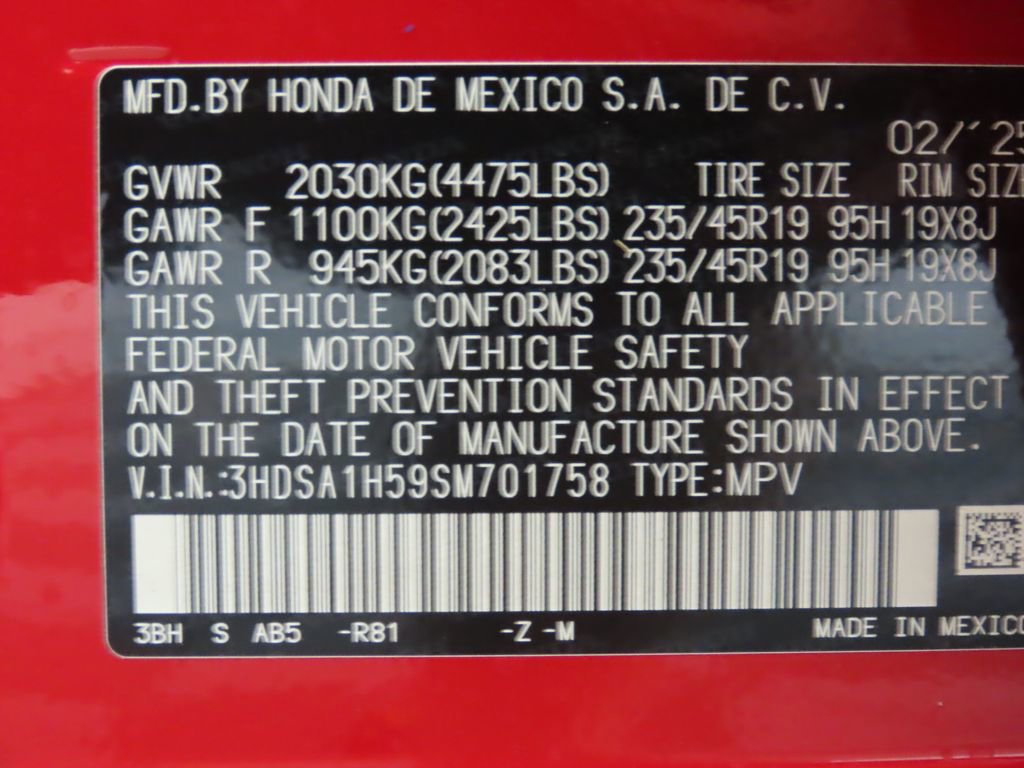 MFD.BY HONDA DE MEXICO S.A. DE C.V.
02/'25
GVWR 2030KG(4475LBS) TIRE SIZE RIM SIZE
GAWR F 1100KG(2425LBS) 235/45R19 95H 19X8J
GAWR R 945KG(2083LBS) 235/45R19 95H 19X8J
THIS VEHICLE CONFORMS TO ALL APPLICABLE
FEDERAL MOTOR VEHICLE SAFETY
AND THEFT PREVENTION STANDARDS IN EFFECT
ON THE DATE OF MANUFACTURE SHOWN ABOVE.
V.I.N.:3HDSA1H59SM701758 TYPE:MPV
3BH S AB5 -R81 -Z -M MADE IN MEXICO